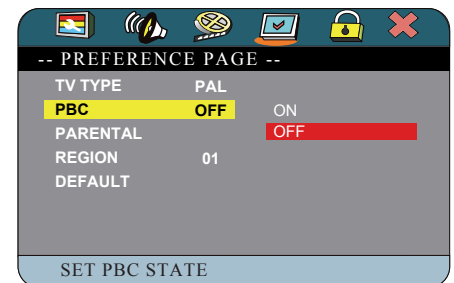 -- PREFERENCE PAGE --
TV TYPE PAL
PBC OFF ON
PARENTAL OFF
REGION 01
DEFAULT
SET PBC STATE